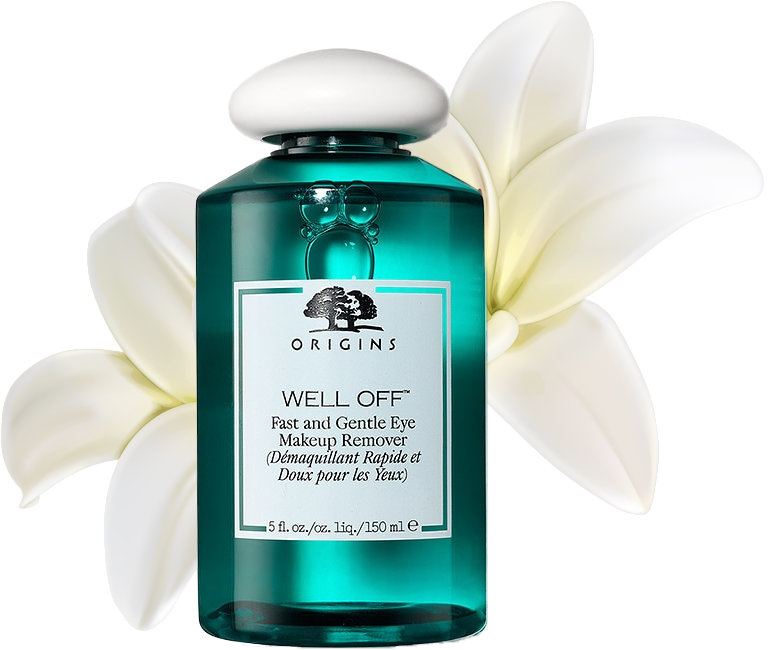 ORIGINS
WELL OFF™
Fast and Gentle Eye
Makeup Remover
(Démaquillant Rapide et
Doux pour les Yeux)
5 fl. oz./oz. liq./150 ml ℮